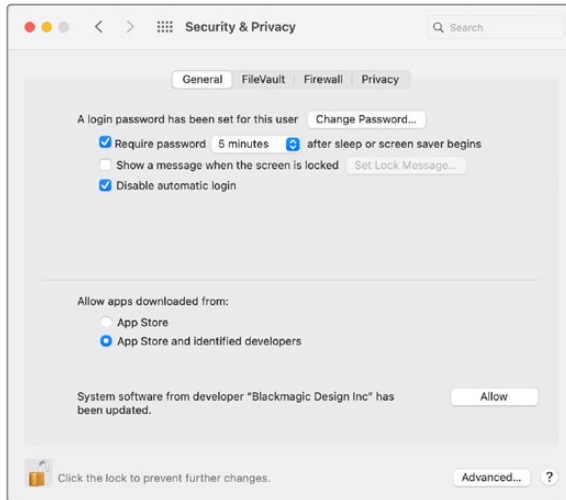 Security & Privacy
Search
General FileVault Firewall Privacy
A login password has been set for this user Change Password...
Require password 5 minutes after sleep or screen saver begins
Show a message when the screen is locked Set Lock Message...
Disable automatic login
Allow apps downloaded from:
App Store
App Store and identified developers
System software from developer "Blackmagic Design Inc" has Allow
been updated.
Click the lock to prevent further changes. Advanced... ?